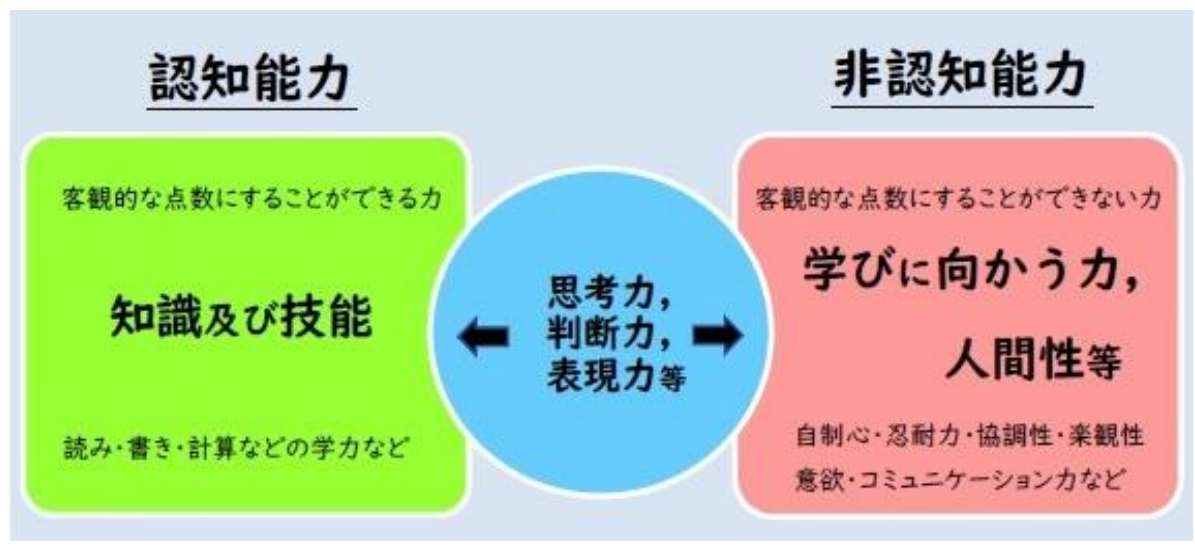 認知能力
客観的な点数にすることができる力
知識及び技能
読み・書き・計算などの学力など
思考力,
判断力,
表現力等
非認知能力
客観的な点数にすることができない力
学びに向かう力,
人間性等
自制心・忍耐力・協調性・楽観性
意欲・コミュニケーション力など